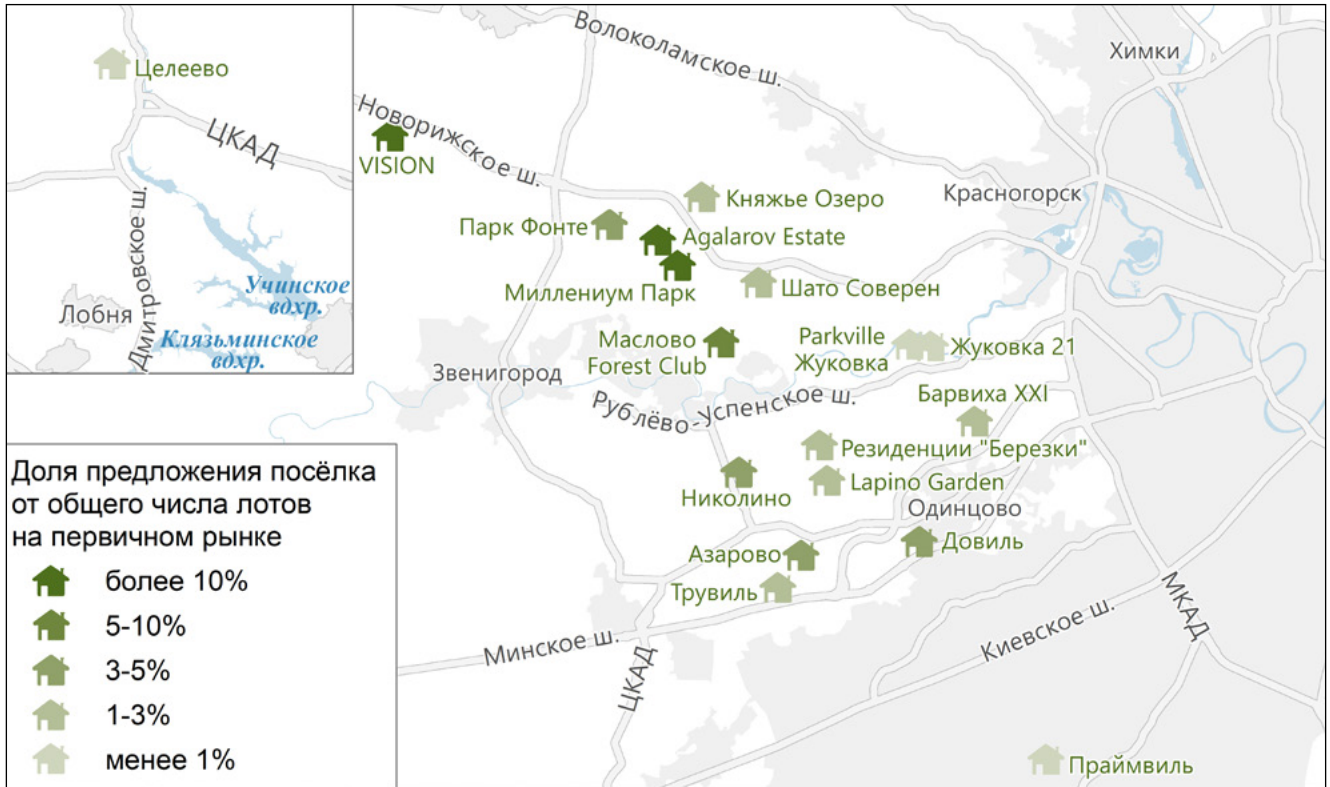 Целеево
ЦКАД
Дмитровское ш.
Лобня
Учинское
вдхр.
Клязьминское
вдхр.
Волоколамское ш.
Химки
Новорижское ш.
VISION
Княжье Озеро
Красногорск
Парк Фонте
Agalarov Estate
Миллениум Парк
Шато Соверен
Маслово
Forest Club
Parkville
Жуковка
Жуковка 21
Звенигород
Рублёво-Успенское ш.
Барвиха XXI
Резиденции "Березки"
Николино
Lapino Garden
Одинцово
Азарово
Довиль
Трувиль
Минское ш.
ЦКАД
Киевское ш.
МКАД
Праймвиль
Доля предложения посёлка
от общего числа лотов
на первичном рынке
более 10%
5-10%
3-5%
1-3%
менее 1%